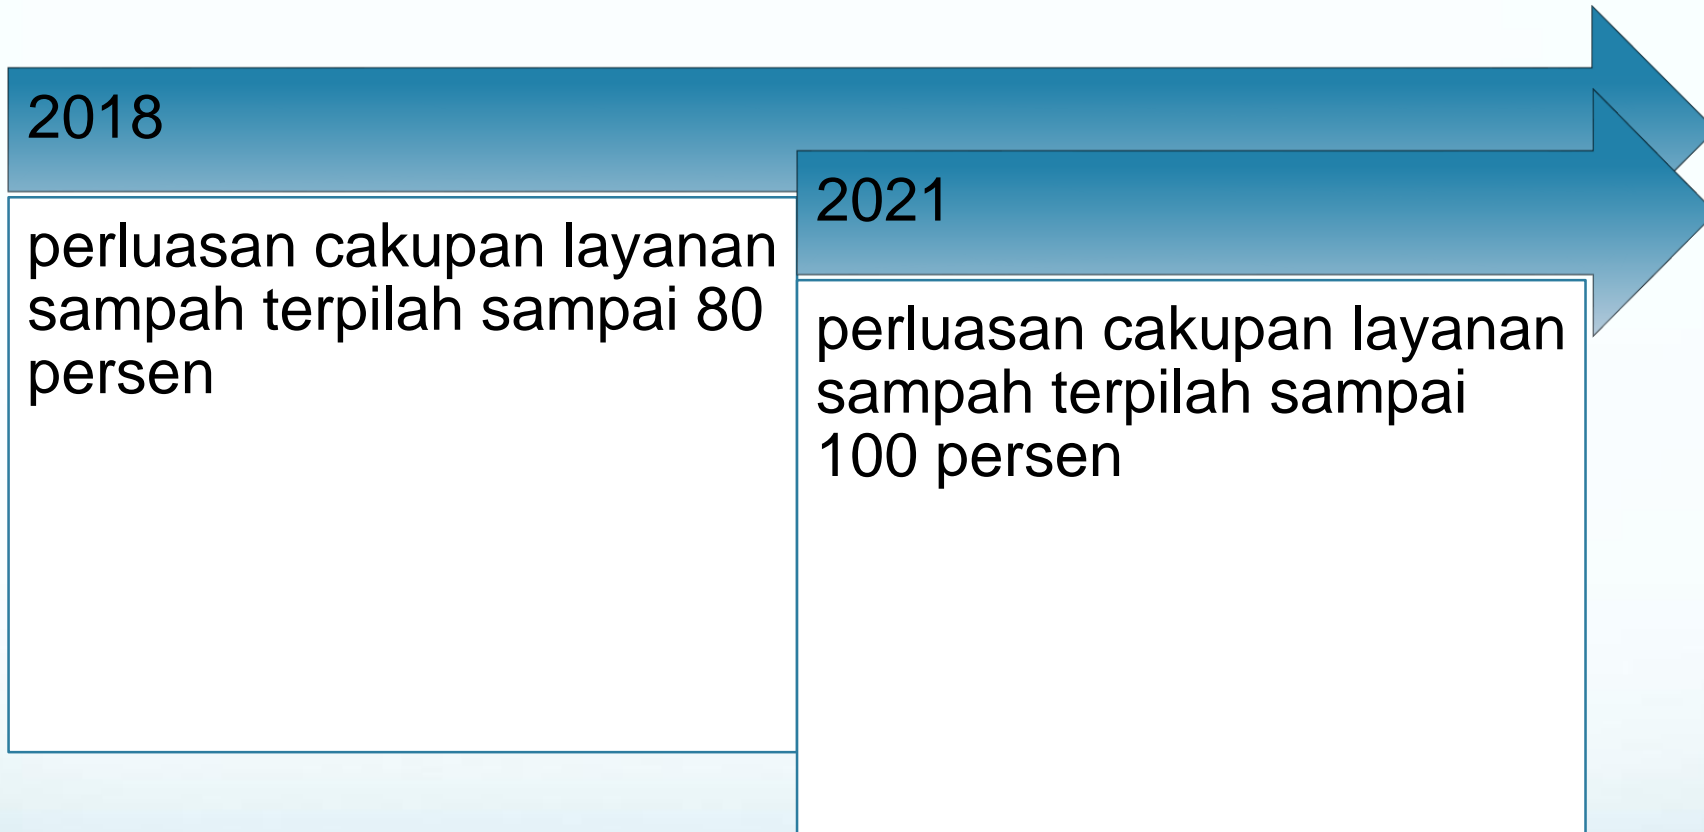 2018
perluasan cakupan layanan
sampah terpilah sampai 80
persen
2021
perluasan cakupan layanan
sampah terpilah sampai
100 persen